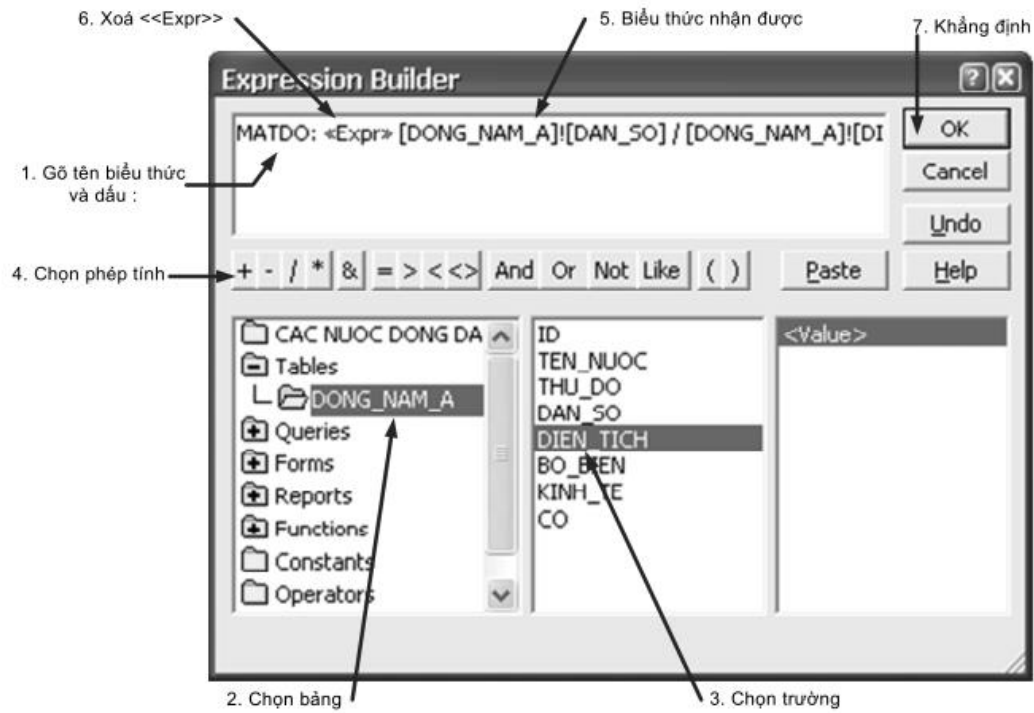 6. Xoá <<Expr>>
5. Biểu thức nhận được
7. Khẳng định
Expression Builder
MATDO: «Expr» [DONG_NAM_A]![DAN_SO] / [DONG_NAM_A]![DI
OK
Cancel
Undo
1. Gõ tên biểu thức
và dấu :
4. Chọn phép tính
+ - / * & = > < <> And Or Not Like ( )
Paste
Help
CAC NUOC DONG DA
Tables
DONG_NAM_A
Queries
Forms
Reports
Functions
Constants
Operators
ID
TEN_NUOC
THU_DO
DAN_SO
DIEN_TICH
BO_BIEN
KINH_TE
CO
<Value>
2. Chọn bảng
3. Chọn trường